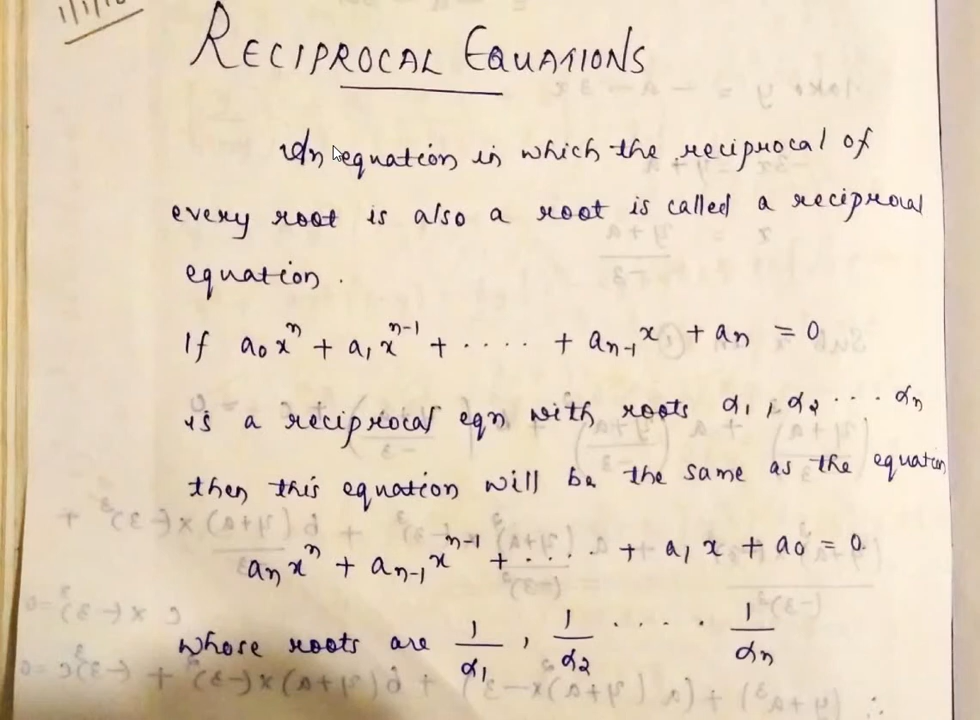 RECIPROCAL EQUATIONS
An equation in which the reciprocal of
every root is also a root is called a reciprocal
equation.
If a₀xⁿ + a₁xⁿ⁻¹ + .... + aₙ₋₁x + aₙ = 0
is a reciprocal eqn with roots α₁, α₂ ... αₙ
then this equation will be the same as the equation
aₙxⁿ + aₙ₋₁xⁿ⁻¹ + ..... + a₁x + a₀ = 0.
whose roots are 1/α₁, 1/α₂ .... 1/αₙ